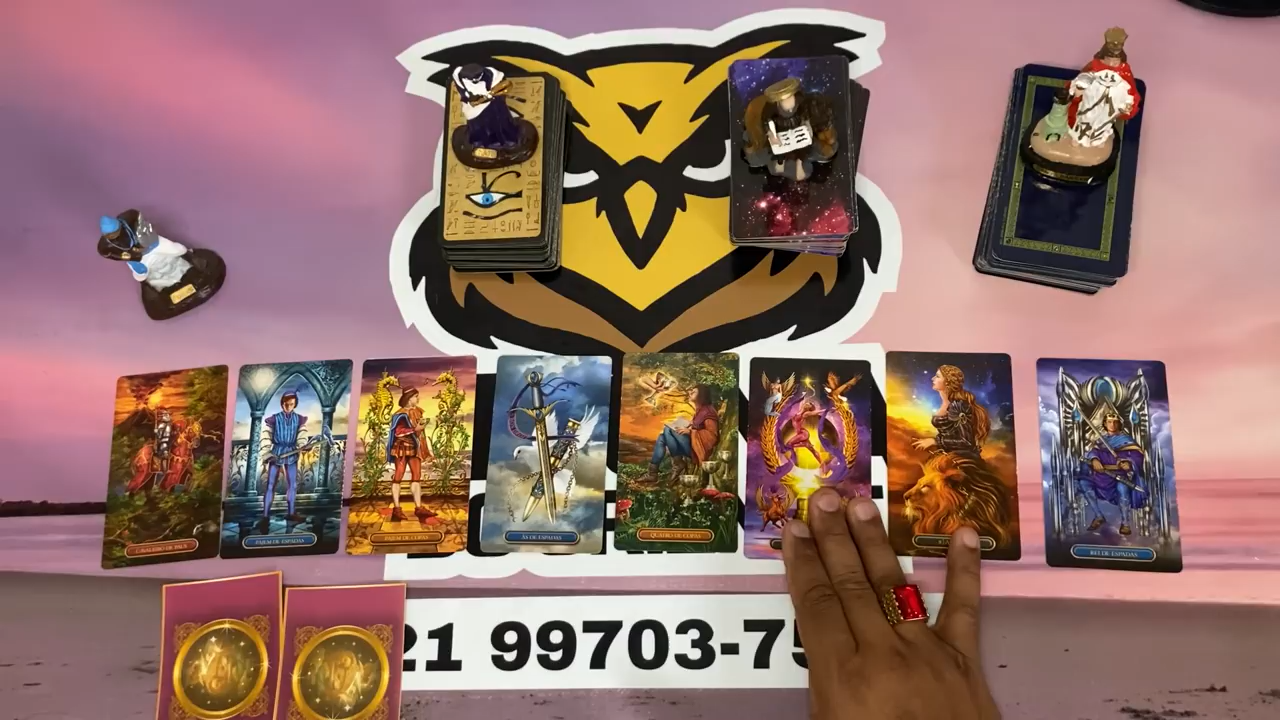 CAVALEIRO DE PAUS
PAJEM DE ESPADAS
PAJEM DE COPAS
ÁS DE ESPADAS
QUATRO DE COPAS
REI DE ESPADAS
21 99703-75